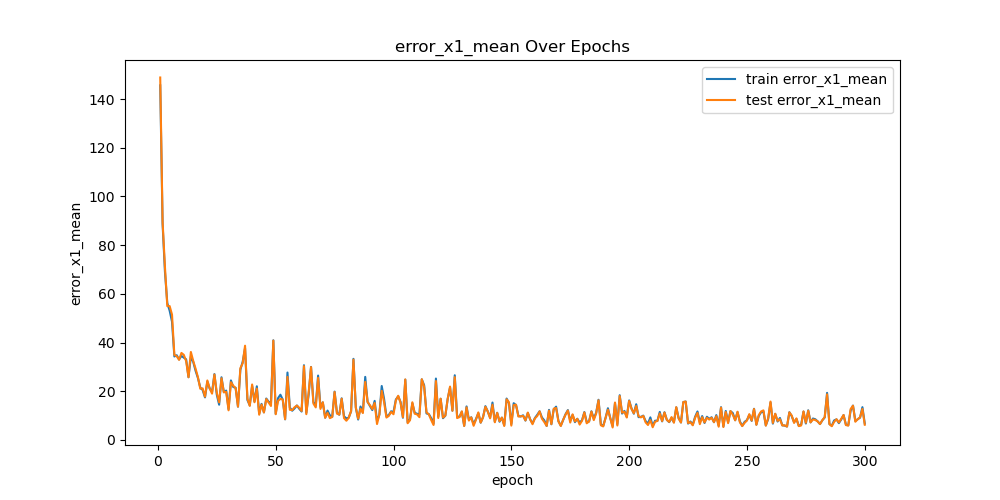 error_x1_mean Over Epochs
train error_x1_mean
test error_x1_mean
error_x1_mean
140
120
100
80
60
40
20
0
0 50 100 150 200 250 300
epoch